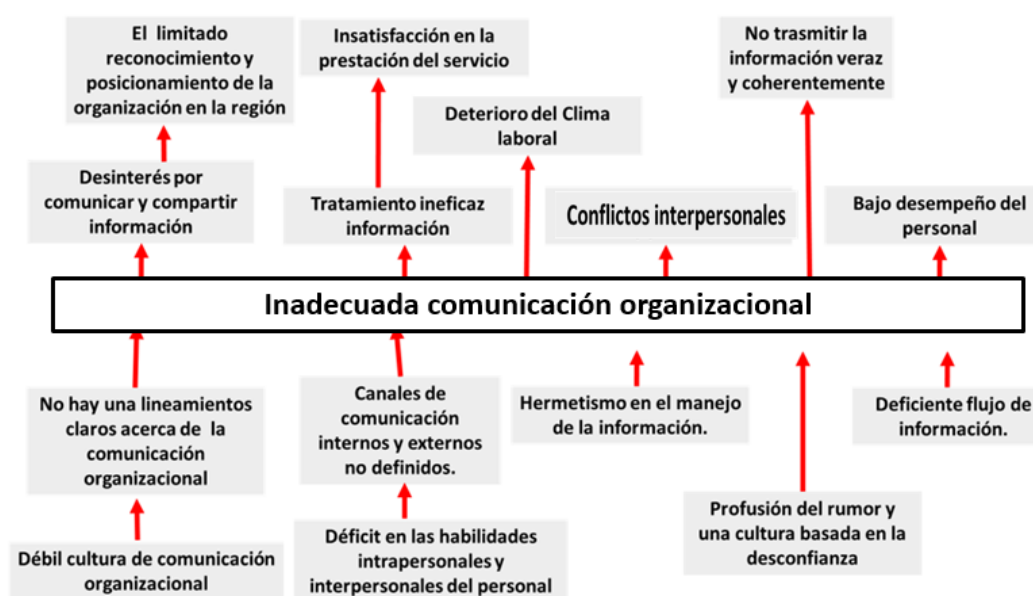 El limitado
reconocimiento y
posicionamiento de la
organización en la región
Insatisfacción en la
prestación del servicio
No trasmitir la
información veraz
y coherentemente
Deterioro del Clima
laboral
Desinterés por
comunicar y compartir
información
Tratamiento ineficaz
información
Conflictos interpersonales
Bajo desempeño del
personal
Inadecuada comunicación organizacional
No hay una lineamientos
claros acerca de la
comunicación
organizacional
Canales de
comunicación
internos y externos
no definidos.
Hermetismo en el manejo
de la información.
Deficiente flujo de
información.
Débil cultura de comunicación
organizacional
Déficit en las habilidades
intrapersonales y
interpersonales del personal
Profusión del rumor y
una cultura basada en la
desconfianza